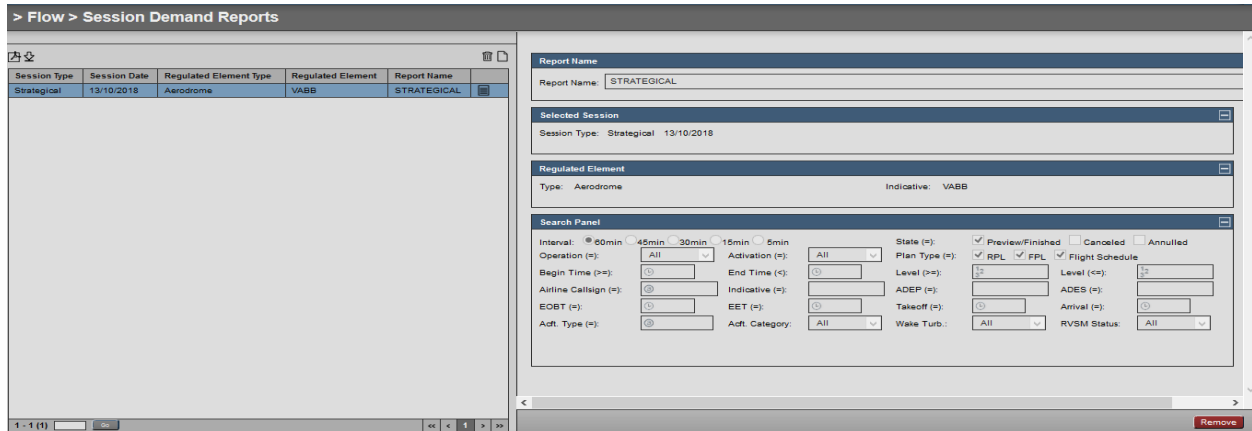 > Flow > Session Demand Reports
Session Type Session Date Regulated Element Type Regulated Element Report Name
Strategical 13/10/2018 Aerodrome VABB STRATEGICAL
1 - 1 (1) Go << < 1 > >>
Report Name
Report Name: STRATEGICAL
Selected Session
Session Type: Strategical 13/10/2018
Regulated Element
Type: Aerodrome Indicative: VABB
Search Panel
Interval: 60min 45min 30min 15min 5min State (=): Preview/Finished Canceled Annulled
Operation (=): All Activation (=): All Plan Type (=): RPL FPL Flight Schedule
Begin Time (>=): End Time (<): Level (>=): Level (<=):
Airline Callsign (=): @ Indicative (=): ADEP (=): ADES (=):
EOBT (=): EET (=): Takeoff (=): Arrival (=):
Acft. Type (=): @ Acft. Category: All Wake Turb.: All RVSM Status: All
Remove